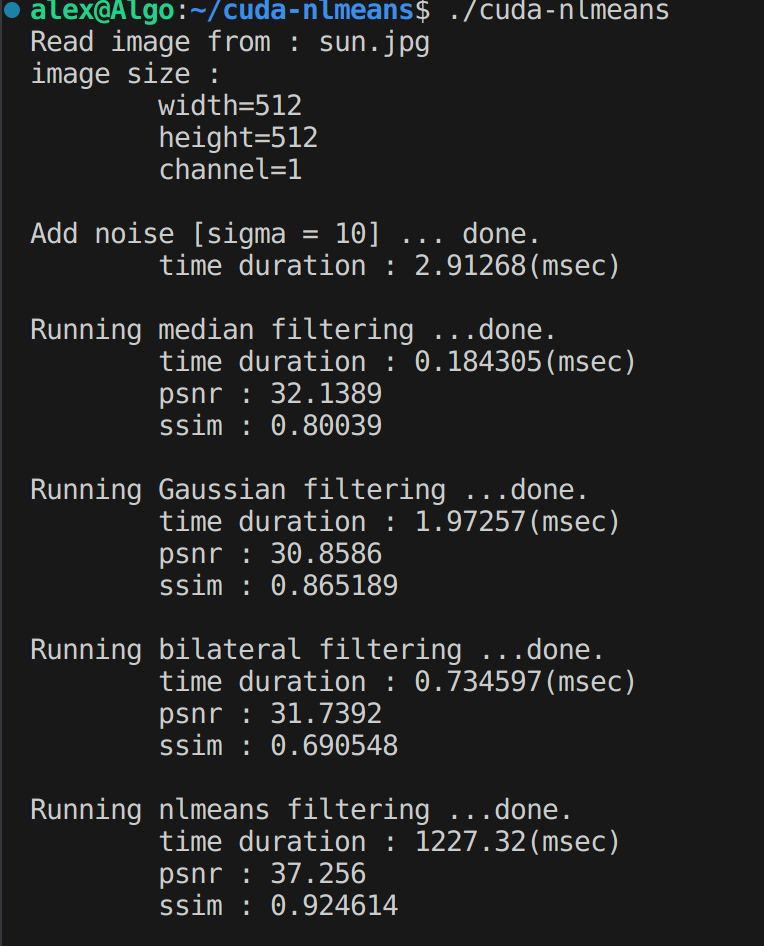 alex@Algo:~/cuda-nlmeans$ ./cuda-nlmeans
Read image from : sun.jpg
image size :
width=512
height=512
channel=1
Add noise [sigma = 10] ... done.
time duration : 2.91268(msec)
Running median filtering ...done.
time duration : 0.184305(msec)
psnr : 32.1389
ssim : 0.80039
Running Gaussian filtering ...done.
time duration : 1.97257(msec)
psnr : 30.8586
ssim : 0.865189
Running bilateral filtering ...done.
time duration : 0.734597(msec)
psnr : 31.7392
ssim : 0.690548
Running nlmeans filtering ...done.
time duration : 1227.32(msec)
psnr : 37.256
ssim : 0.924614